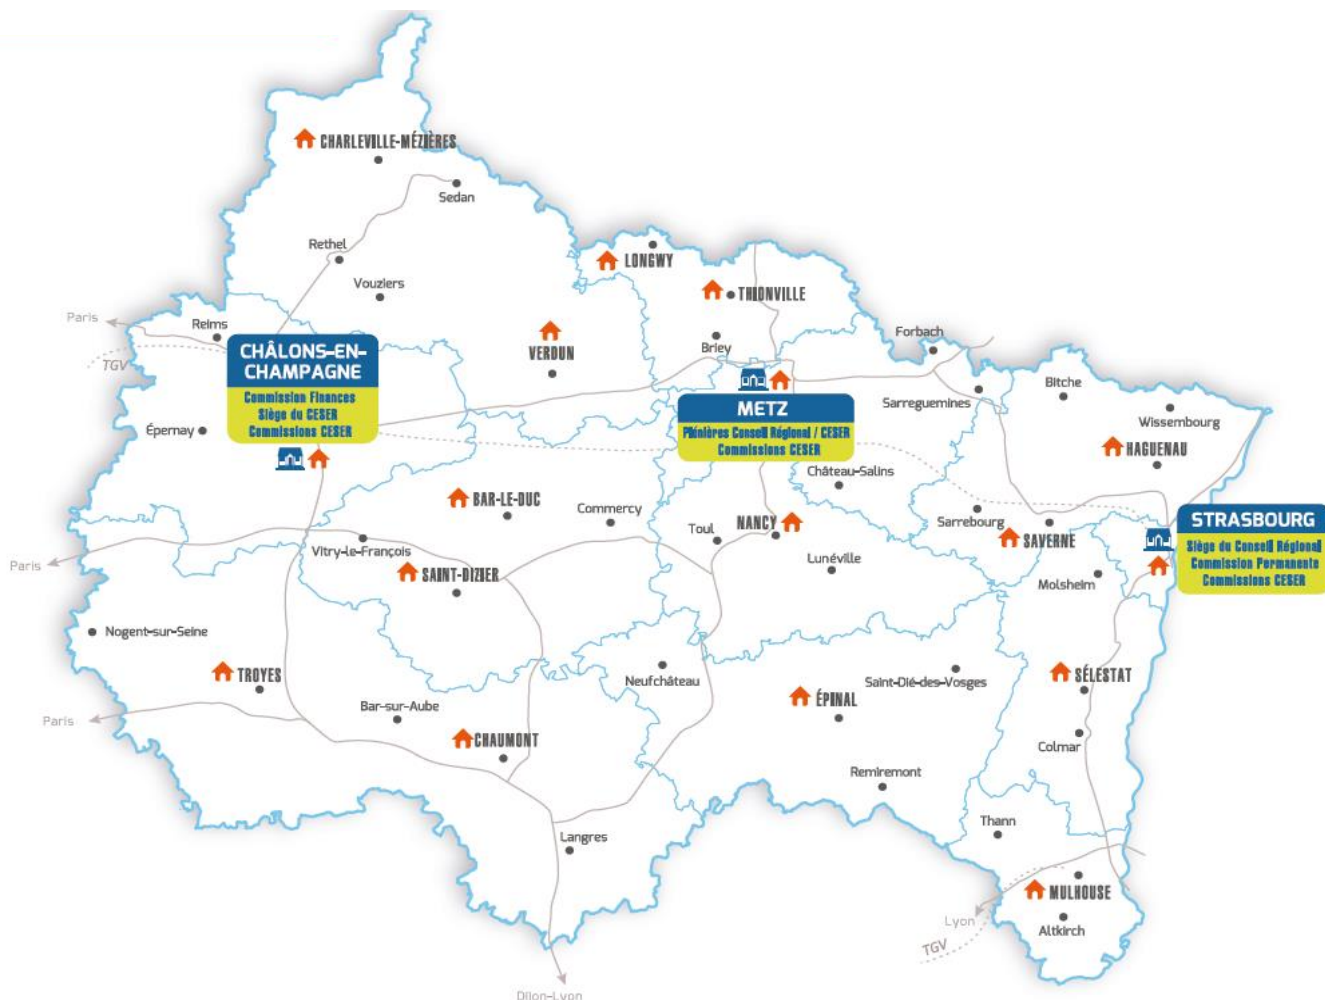 CHARLEVILLE-MÉZIÈRES
Sedan
Rethel
LONGWY
Vouziers
THIONVILLE
Paris
Reims
Forbach
VERDUN
Briey
CHÂLONS-EN-
CHAMPAGNE
Commission Finances
Siège du CESER
Commissions CESER
TGV
Bitche
Sarregumines
METZ
Plénières Conseil Régional / CESER
Commissions CESER
Wissembourg
Épernay
HAGUENAU
Château-Salins
BAR-LE-DUC
Commercy
Toul
NANCY
Sarrebourg
SAVERNE
STRASBOURG
Siège du Conseil Régional
Commission Permanente
Commissions CESER
Vitry-le-François
Paris
SAINT-DIZIER
Lunéville
Molsheim
Nogent-sur-Seine
TROYES
Neufchâteau
Saint-Dié-des-Vosges
SÉLESTAT
ÉPINAL
Bar-sur-Aube
Paris
CHAUMONT
Colmar
Remiremont
Thann
Langres
MULHOUSE
Lyon
Altkirch
TGV
Dijon-Lyon